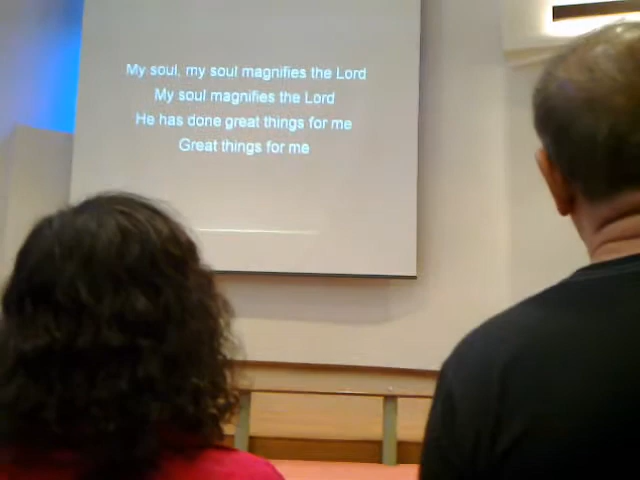 My soul, my soul magnifies the Lord
My soul magnifies the Lord
He has done great things for me
Great things for me